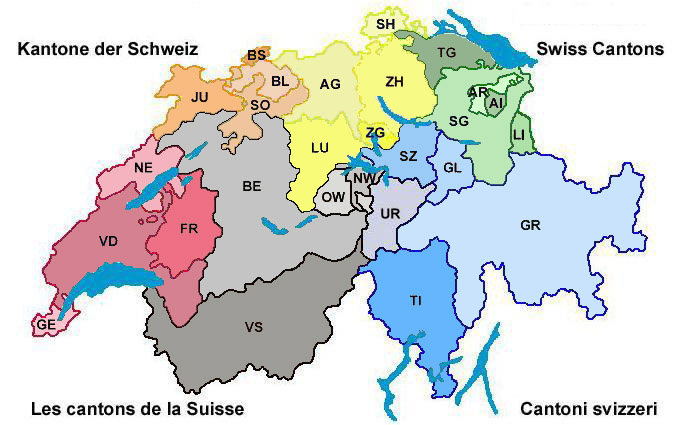 SH
Kantone der Schweiz
Swiss Cantons
BS
TG
BL
AG
ZH
JU
SO
AR
AI
SG
ZG
LI
LU
SZ
NE
GL
NW
BE
OW
UR
GR
FR
VD
TI
GE
VS
Les cantons de la Suisse
Cantoni svizzeri